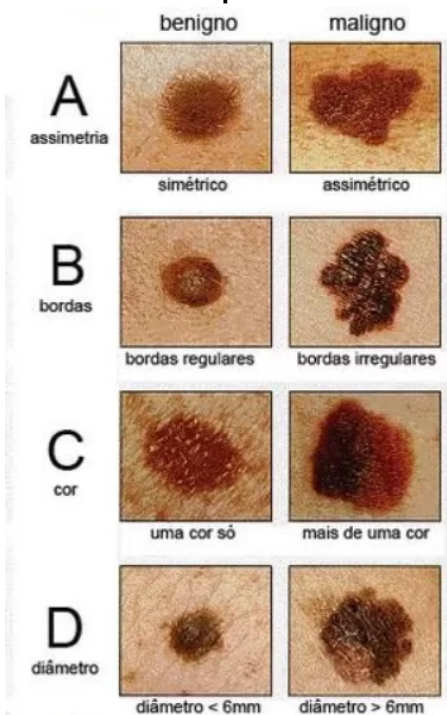 benigno maligno
A
assimetria
simétrico assimétrico
B
bordas
bordas regulares bordas irregulares
C
cor
uma cor só mais de uma cor
D
diâmetro
diâmetro < 6mm diâmetro > 6mm